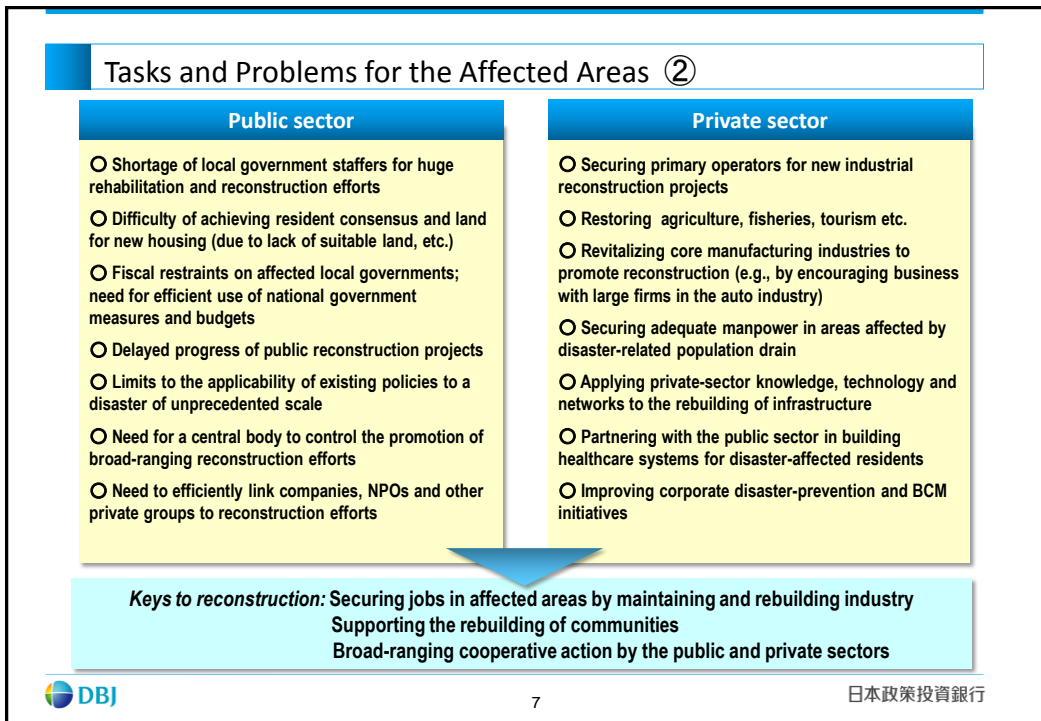 Tasks and Problems for the Affected Areas ②
Public sector
○ Shortage of local government staffers for huge
rehabilitation and reconstruction efforts
○ Difficulty of achieving resident consensus and land
for new housing (due to lack of suitable land, etc.)
○ Fiscal restraints on affected local governments;
need for efficient use of national government
measures and budgets
○ Delayed progress of public reconstruction projects
○ Limits to the applicability of existing policies to a
disaster of unprecedented scale
○ Need for a central body to control the promotion of
broad-ranging reconstruction efforts
○ Need to efficiently link companies, NPOs and other
private groups to reconstruction efforts
Private sector
○ Securing primary operators for new industrial
reconstruction projects
○ Restoring agriculture, fisheries, tourism etc.
○ Revitalizing core manufacturing industries to
promote reconstruction (e.g., by encouraging business
with large firms in the auto industry)
○ Securing adequate manpower in areas affected by
disaster-related population drain
○ Applying private-sector knowledge, technology and
networks to the rebuilding of infrastructure
○ Partnering with the public sector in building
healthcare systems for disaster-affected residents
○ Improving corporate disaster-prevention and BCM
initiatives
Keys to reconstruction: Securing jobs in affected areas by maintaining and rebuilding industry
Supporting the rebuilding of communities
Broad-ranging cooperative action by the public and private sectors
DBJ
7
日本政策投資銀行